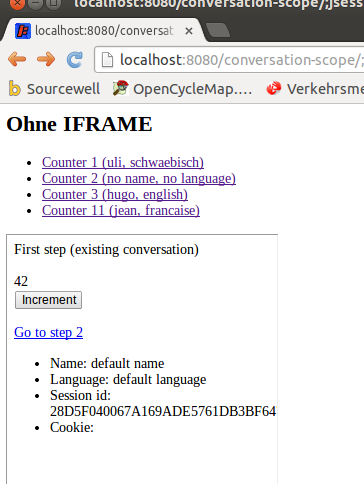 localhost:8080/conversat
localhost:8080/conversation-scope/;jsess
localhost:8080/conversation-scope/;
Sourcewell
OpenCycleMap....
Verkehrsme
Ohne IFRAME
Counter 1 (uli, schwaebisch)
Counter 2 (no name, no language)
Counter 3 (hugo, english)
Counter 11 (jean, francaise)
First step (existing conversation)
42
Increment
Go to step 2
Name: default name
Language: default language
Session id:
28D5F040067A169ADE5761DB3BF64
Cookie: